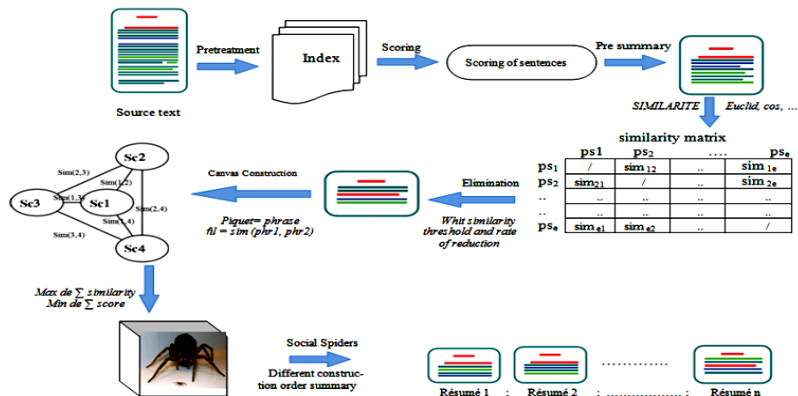 Source text
Pretreatment
Index
Scoring
Scoring of sentences
Pre summary
SIMILARITE
Euclid, cos, ...
similarity matrix
ps1 ps2 .... pse
ps1 / sim12 .. sim1e
ps2 sim21 / .. sim2e
.. .. .. ..
.. .. .. ..
pse sime1 sime2 .. /
Elimination
Whit similarity
threshold and rate
of reduction
Canvas Construction
Piquet= phrase
fil = sim (phr1, phr2)
Sc2
Sim(2,3)
Sim(1,2)
Sc3
Sim(1,3)
Sc1
Sim(2,4)
Sim(1,4)
Sim(3,4)
Sc4
Max de ∑ similarity
Min de ∑ score
Social Spiders
Different construc-
tion order summary
.............
Résumé 1 ; Résumé 2 ; .................. ; Résumé n